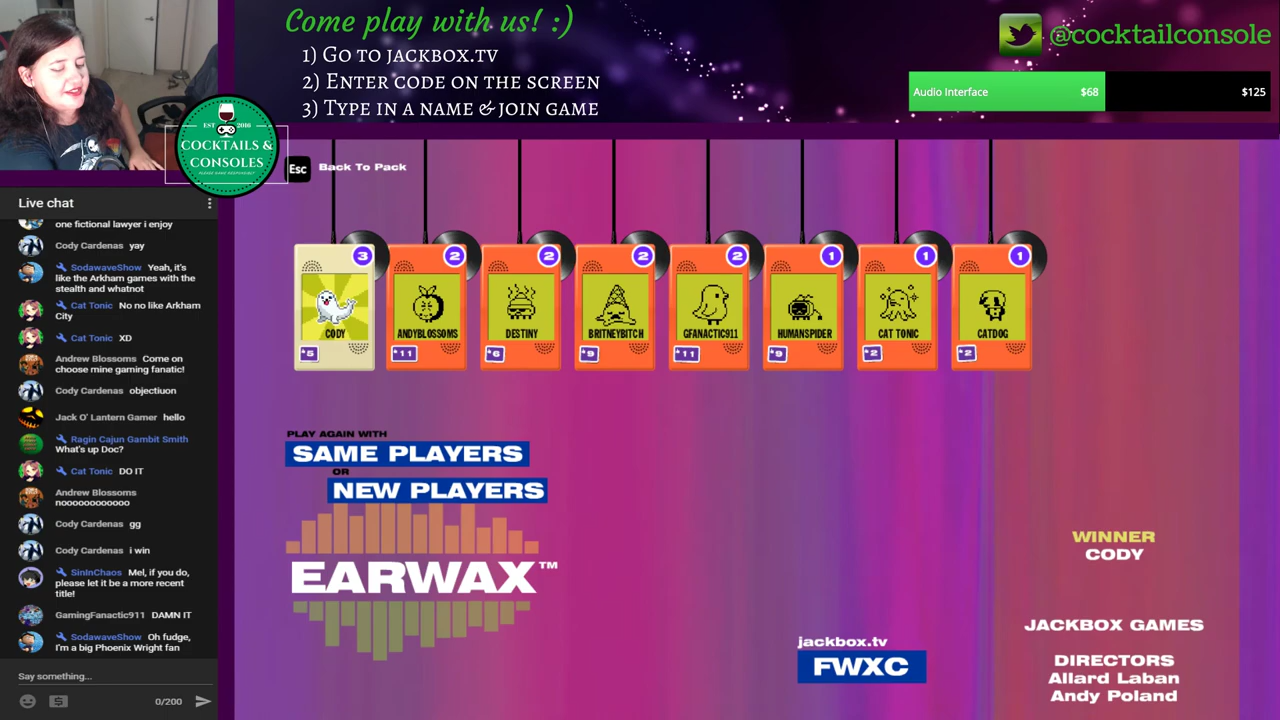 Come play with us! :)
1) Go to jackbox.tv
2) Enter code on the screen
3) Type in a name & join game
@cocktailconsole
Audio Interface $68 $125
EST 2016
COCKTAILS &
CONSOLES
Esc Back To Pack
Live chat
one fictional lawyer i enjoy
Cody Cardenas yay
SodawaveShow Yeah, it's
like the Arkham games with the
stealth and whatnot
Cat Tonic No no like Arkham
City
Cat Tonic XD
Andrew Blossoms Come on
choose mine gaming fanatic!
Cody Cardenas objectiuon
Jack O' Lantern Gamer hello
Ragin Cajun Gambit Smith
What's up Doc?
Cat Tonic DO IT
Andrew Blossoms
noooooooooooo
Cody Cardenas gg
Cody Cardenas i win
SinInChaos Mel, if you do,
please let it be a more recent
title!
GamingFanactic911 DAMN IT
SodawaveShow Oh fudge,
I'm a big Phoenix Wright fan
Say something...
0/200
3 2 2 2 2 1 1 1
CODY ANDYBLOSSOMS DESTINY BRITNEYBITCH GFANACTIC911 HUMANSPIDER CAT TONIC CATDOG
*5 *11 *6 *9 *11 *9 *2 *2
PLAY AGAIN WITH
SAME PLAYERS
OR
NEW PLAYERS
EARWAX™
jackbox.tv
FWXC
WINNER
CODY
JACKBOX GAMES
DIRECTORS
Allard Laban
Andy Poland